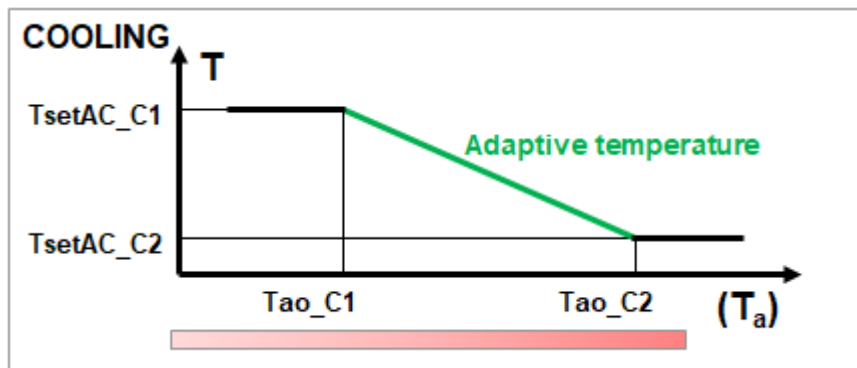 COOLING
T
TsetAC_C1
Adaptive temperature
TsetAC_C2
Tao_C1
Tao_C2
(Ta)